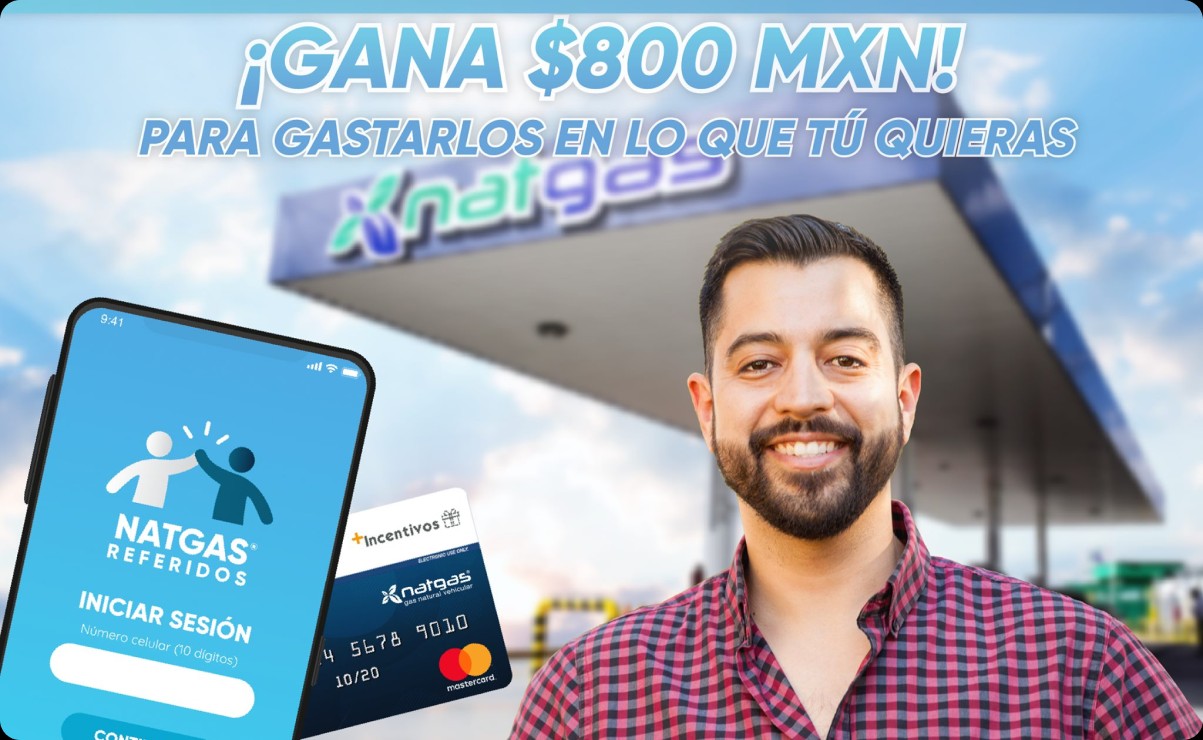 ¡GANA $800 MXN!
PARA GASTARLOS EN LO QUE TÚ QUIERAS
natgas
9:41
NATGAS®
REFERIDOS
INICIAR SESIÓN
Número celular (10 dígitos)
+Incentivos
ELECTRONIC USE ONLY.
natgas®
gas natural vehicular
4 5678 9010
10/20
mastercard.